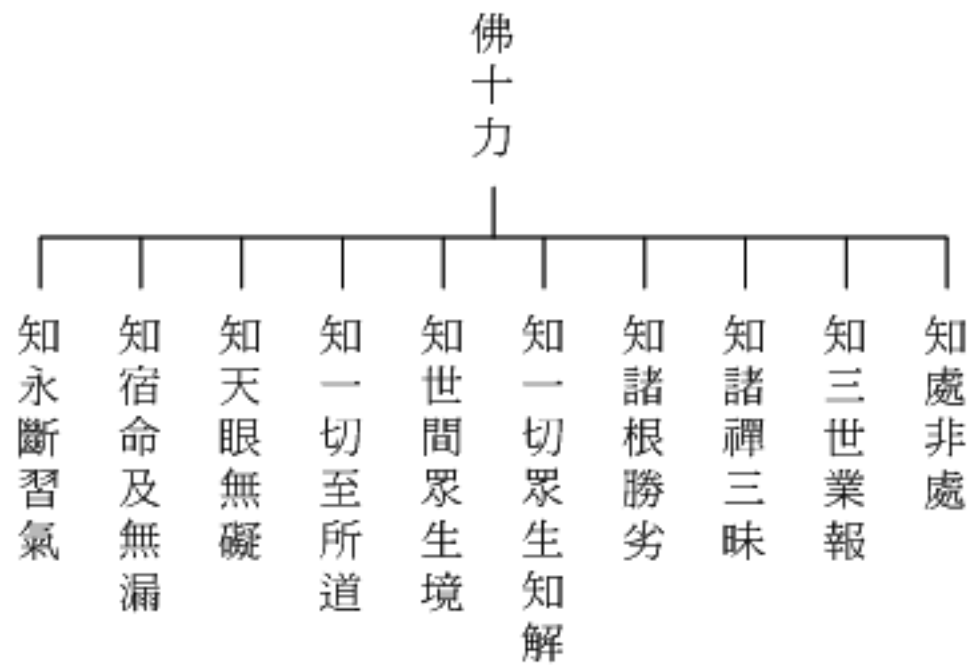 佛十力
知處非處
知三世業報
知諸禪三昧
知諸根勝劣
知一切眾生知解
知世間眾生境
知一切至所道
知天眼無礙
知宿命及無漏
知永斷習氣